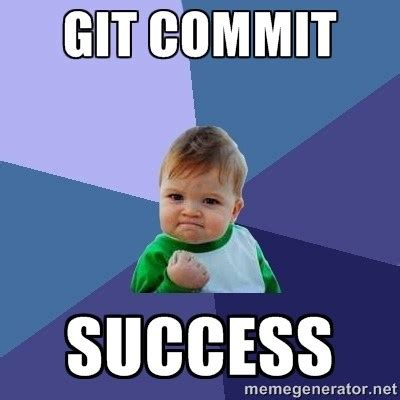 GIT COMMIT
SUCCESS
memegenerator.net